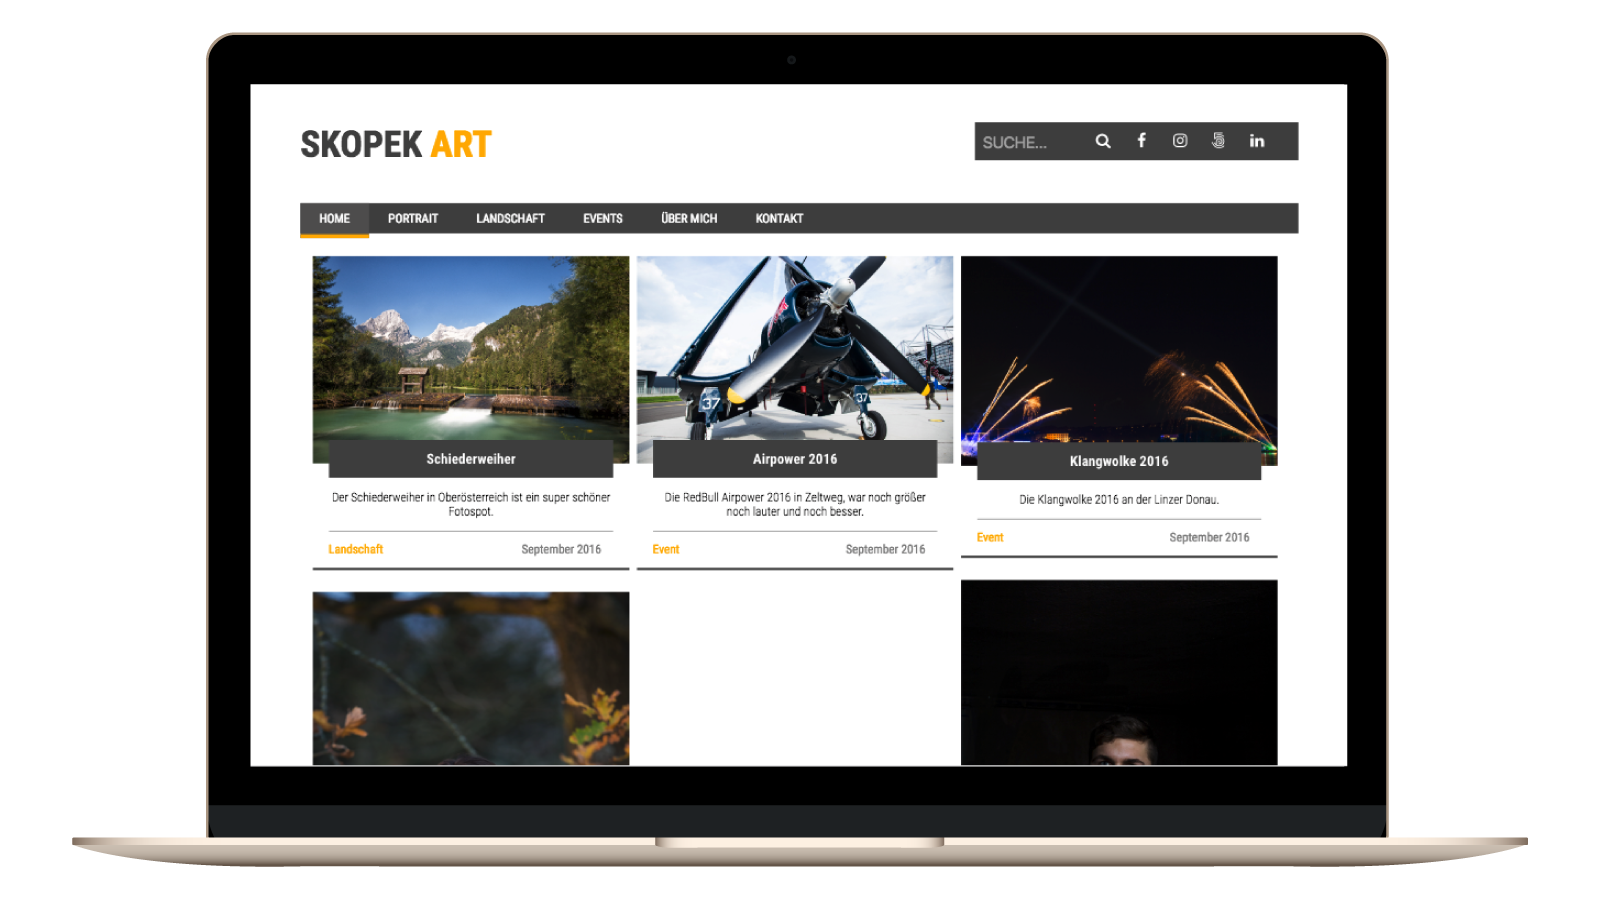 SKOPEK ART
SUCHE...
HOME PORTRAIT LANDSCHAFT EVENTS ÜBER MICH KONTAKT
37
37
Schiederweiher
Der Schiederweiher in Oberösterreich ist ein super schöner
Fotospot.
Landschaft September 2016
Airpower 2016
Die RedBull Airpower 2016 in Zeltweg, war noch größer
noch lauter und noch besser.
Event September 2016
Klangwolke 2016
Die Klangwolke 2016 an der Linzer Donau.
Event September 2016